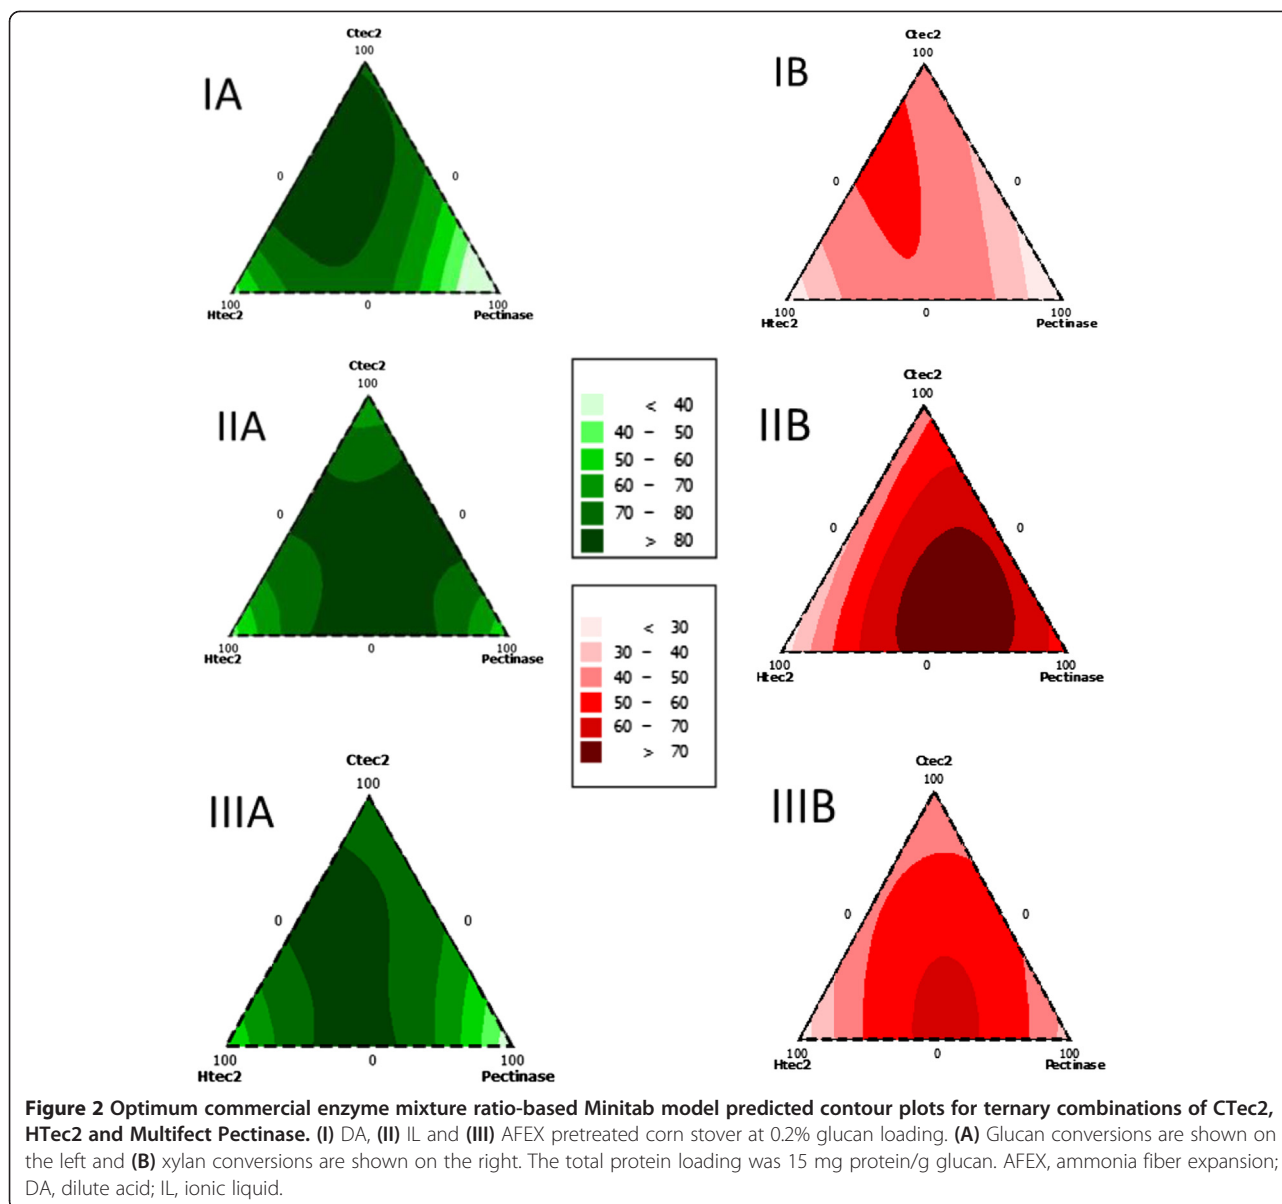 Ctec2
100
IA
0
0
100
0
100
Htec2
Pectinase
Ctec2
100
IB
0
0
100
0
100
Htec2
Pectinase
Ctec2
100
IIA
0
0
100
0
100
Htec2
Pectinase
< 40
40 – 50
50 – 60
60 – 70
70 – 80
> 80
Ctec2
100
IIB
0
0
100
0
100
Htec2
Pectinase
< 30
30 – 40
40 – 50
50 – 60
60 – 70
> 70
Ctec2
100
IIIA
0
0
100
0
100
Htec2
Pectinase
Ctec2
100
IIIB
0
0
100
0
100
Htec2
Pectinase
Figure 2 Optimum commercial enzyme mixture ratio-based Minitab model predicted contour plots for ternary combinations of CTec2,
HTec2 and Multifect Pectinase. (I) DA, (II) IL and (III) AFEX pretreated corn stover at 0.2% glucan loading. (A) Glucan conversions are shown on
the left and (B) xylan conversions are shown on the right. The total protein loading was 15 mg protein/g glucan. AFEX, ammonia fiber expansion;
DA, dilute acid; IL, ionic liquid.